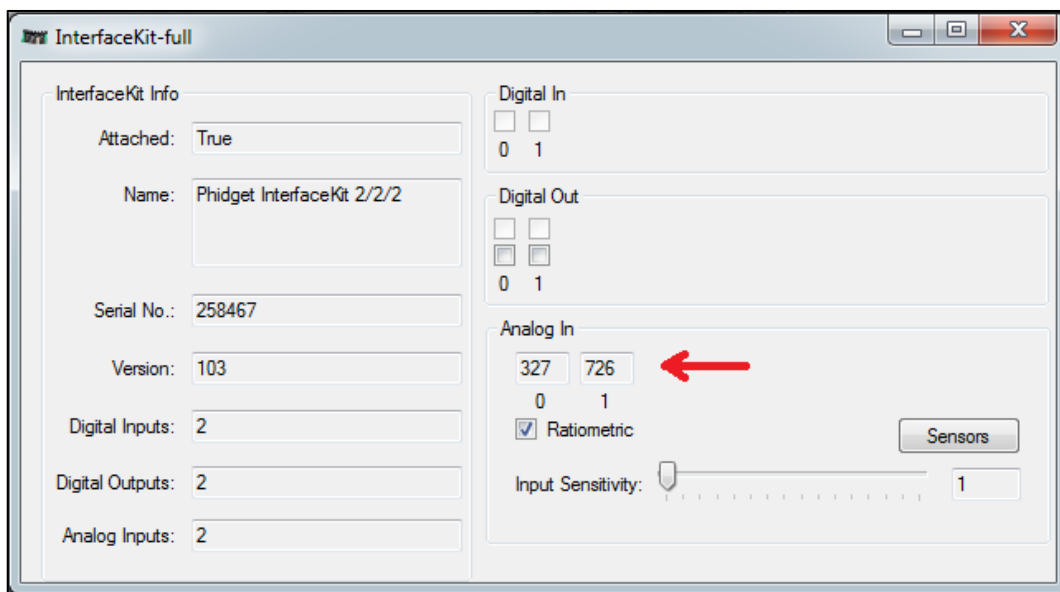 InterfaceKit-full
InterfaceKit Info
Attached: True
Name: Phidget InterfaceKit 2/2/2
Serial No.: 258467
Version: 103
Digital Inputs: 2
Digital Outputs: 2
Analog Inputs: 2
Digital In
0 1
Digital Out
0 1
Analog In
327 726
0 1
Ratiometric
Sensors
Input Sensitivity: 1